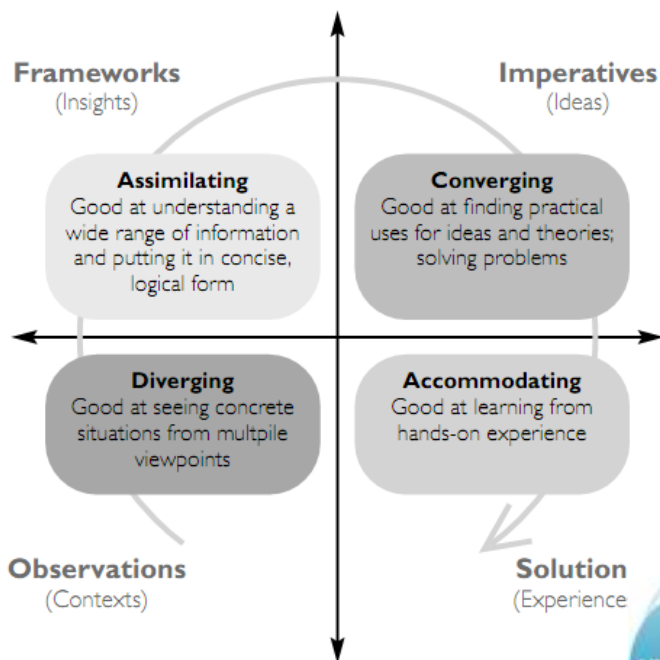 Frameworks
(Insights)
Imperatives
(Ideas)
Assimilating
Good at understanding a
wide range of information
and putting it in concise,
logical form
Converging
Good at finding practical
uses for ideas and theories;
solving problems
Diverging
Good at seeing concrete
situations from multpile
viewpoints
Accommodating
Good at learning from
hands-on experience
Observations
(Contexts)
Solution
(Experience